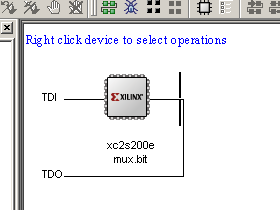 Right click device to select operations
TDI
XILINX
xc2s200e
mux.bit
TDO